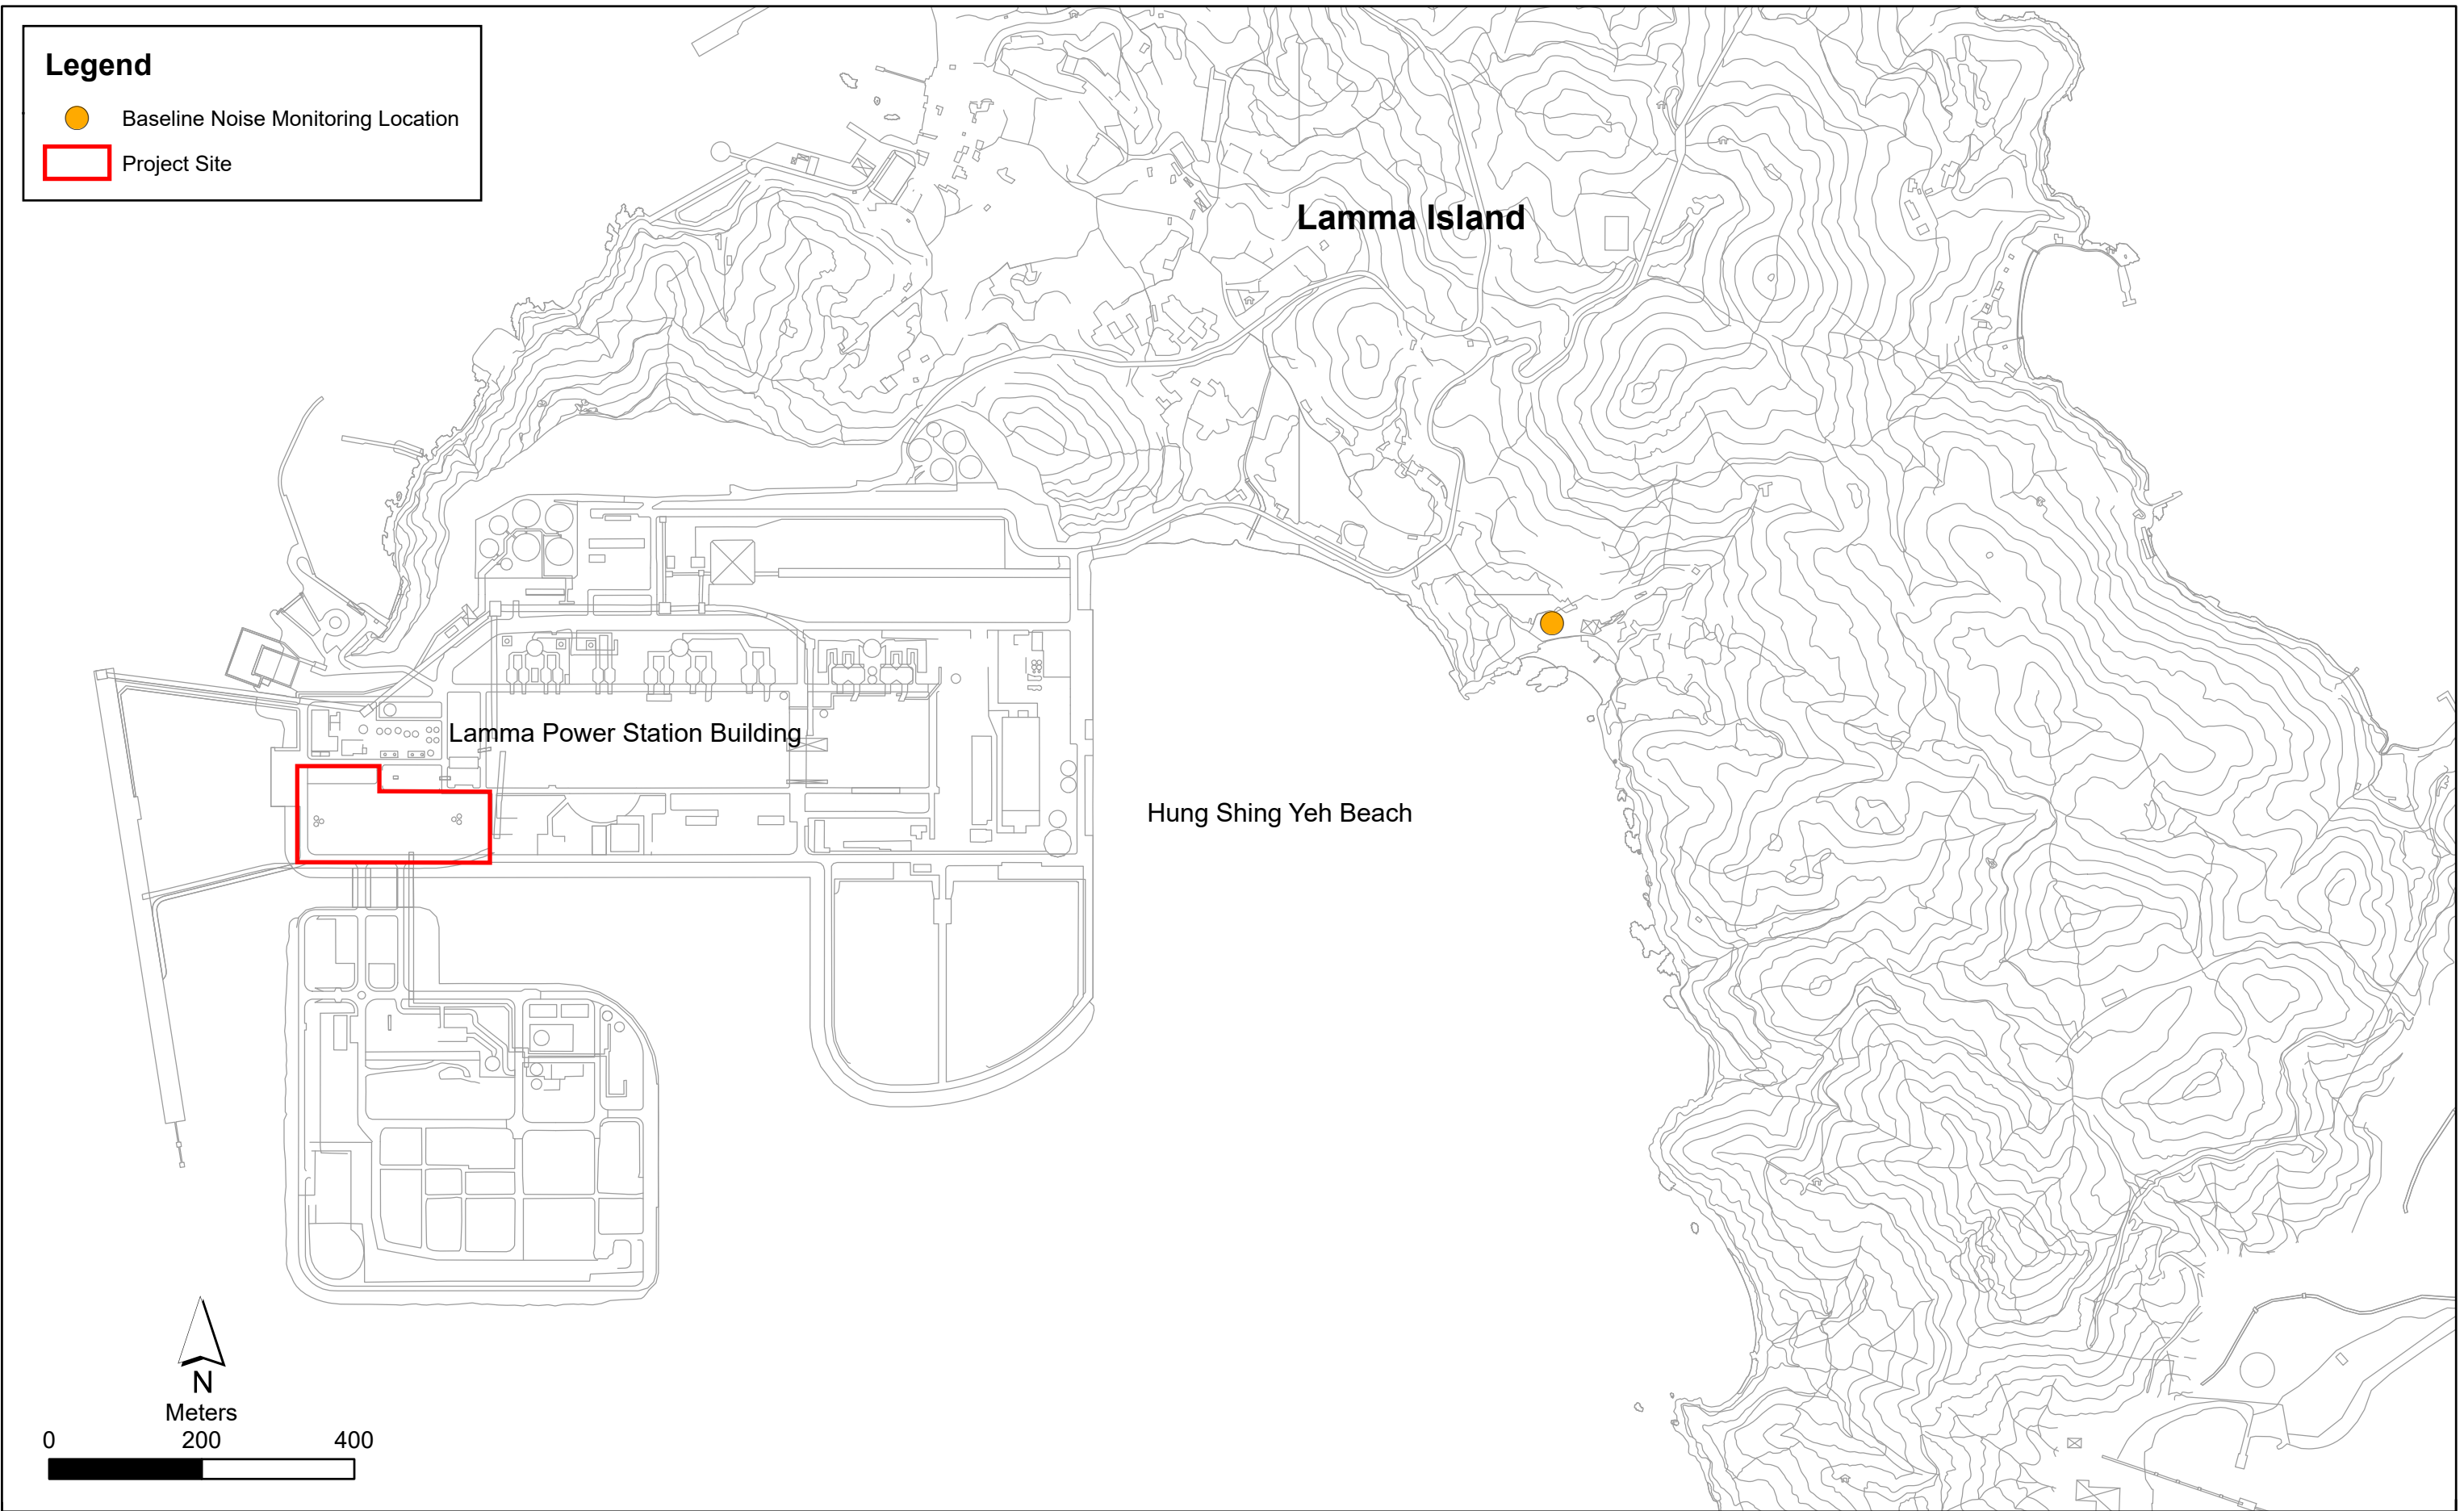 Legend
Baseline Noise Monitoring Location
Project Site
Lamma Island
Lamma Power Station Building
Hung Shing Yeh Beach
N
Meters
0 200 400